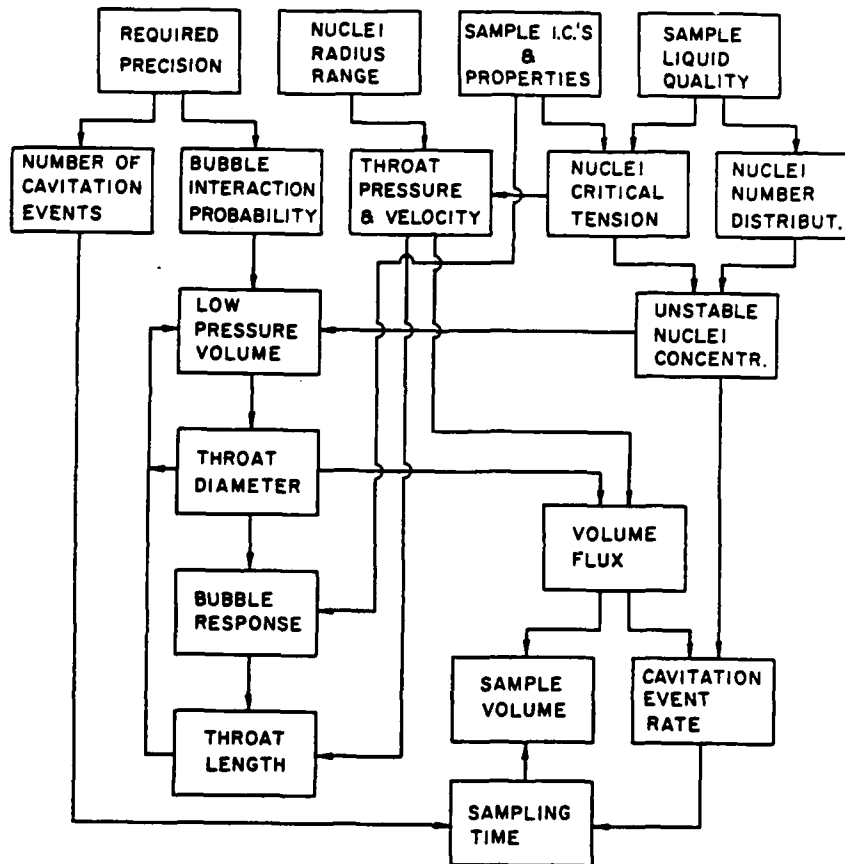 REQUIRED
PRECISION
NUCLEI
RADIUS
RANGE
SAMPLE I.C.'S
&
PROPERTIES
SAMPLE
LIQUID
QUALITY
NUMBER OF
CAVITATION
EVENTS
BUBBLE
INTERACTION
PROBABILITY
THROAT
PRESSURE
& VELOCITY
NUCLEI
CRITICAL
TENSION
NUCLEI
NUMBER
DISTRIBUT.
LOW
PRESSURE
VOLUME
UNSTABLE
NUCLEI
CONCENTR.
THROAT
DIAMETER
VOLUME
FLUX
BUBBLE
RESPONSE
SAMPLE
VOLUME
CAVITATION
EVENT
RATE
THROAT
LENGTH
SAMPLING
TIME